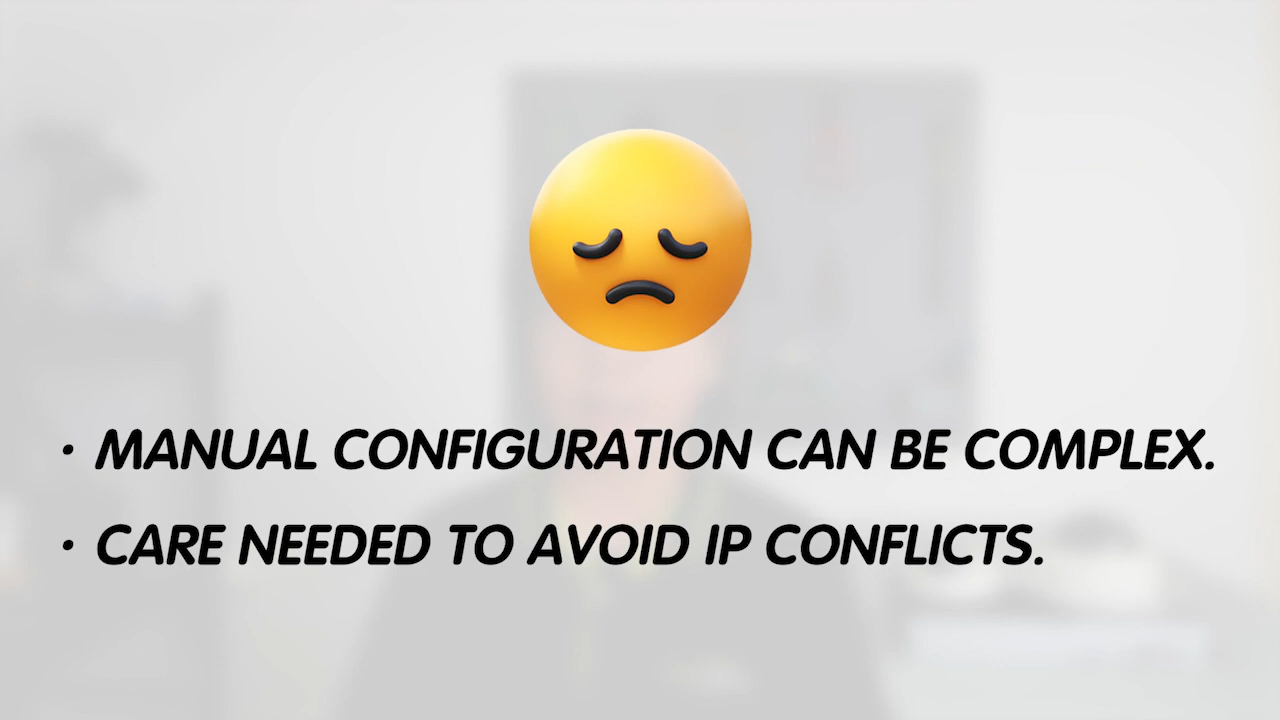 • MANUAL CONFIGURATION CAN BE COMPLEX.
• CARE NEEDED TO AVOID IP CONFLICTS.